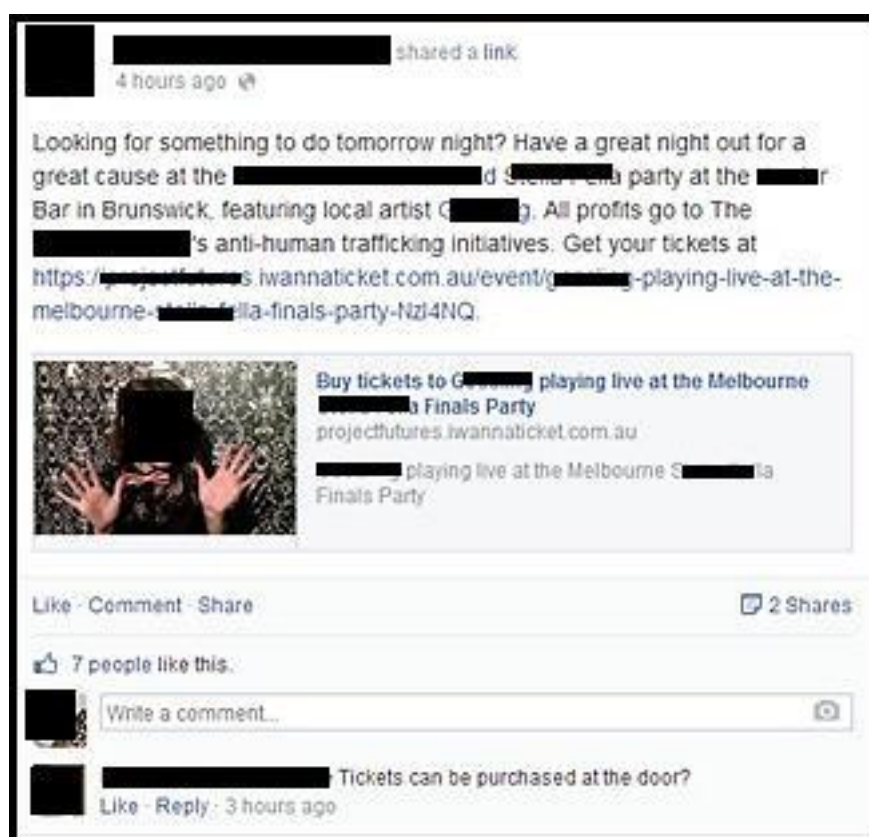 shared a link.
4 hours ago
Looking for something to do tomorrow night? Have a great night out for a
great cause at the d party at the r
Bar in Brunswick, featuring local artist G g. All profits go to The
's anti-human trafficking initiatives. Get your tickets at
https:/ s.iwannaticket.com.au/event/g -playing-live-at-the-
melbourne- lla-finals-party-NzI4NQ.
Buy tickets to G playing live at the Melbourne
a Finals Party
projectfutures.iwannaticket.com.au
playing live at the Melbourne S la
Finals Party
Like · Comment · Share
2 Shares
7 people like this.
Write a comment...
Tickets can be purchased at the door?
Like · Reply · 3 hours ago